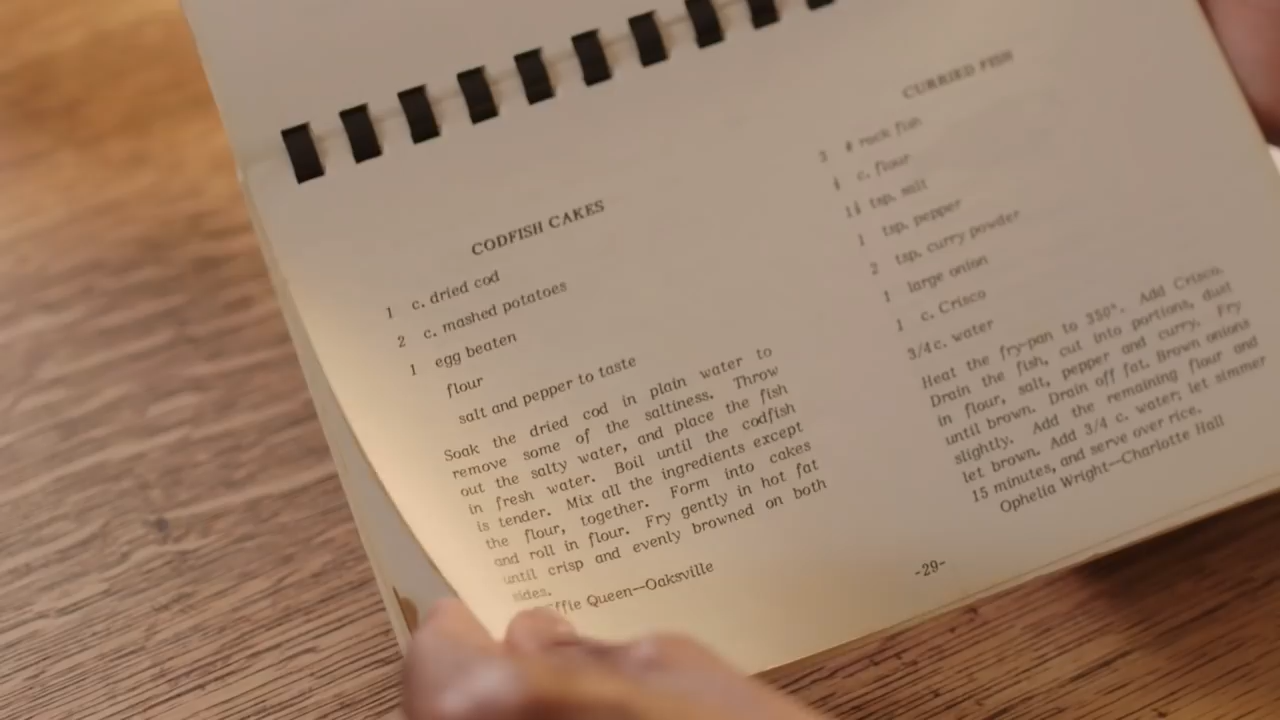 CODFISH CAKES
1 c. dried cod
2 c. mashed potatoes
1 egg beaten
flour
salt and pepper to taste
Soak the dried cod in plain water to
remove some of the saltiness. Throw
out the salty water, and place the fish
in fresh water. Boil until the codfish
is tender. Mix all the ingredients except
the flour, together. Form into cakes
and roll in flour. Fry gently in hot fat
until crisp and evenly browned on both
sides.
Queen--Oaksville
CURRIED FISH
3 # rock fish
c. flour
tsp. salt
1 tsp. pepper
2 tsp. curry powder
1 large onion
1 c. Crisco
3/4 c. water
Heat the fry-pan to 350°. Add Crisco.
Drain the fish, cut into portions, dust
in flour, salt, pepper and curry. Fry
until brown. Drain off fat. Brown onions
slightly. Add the remaining flour and
let brown. Add 3/4 c. water; let simmer
15 minutes, and serve over rice.
Ophelia Wright--Charlotte Hall
-29-